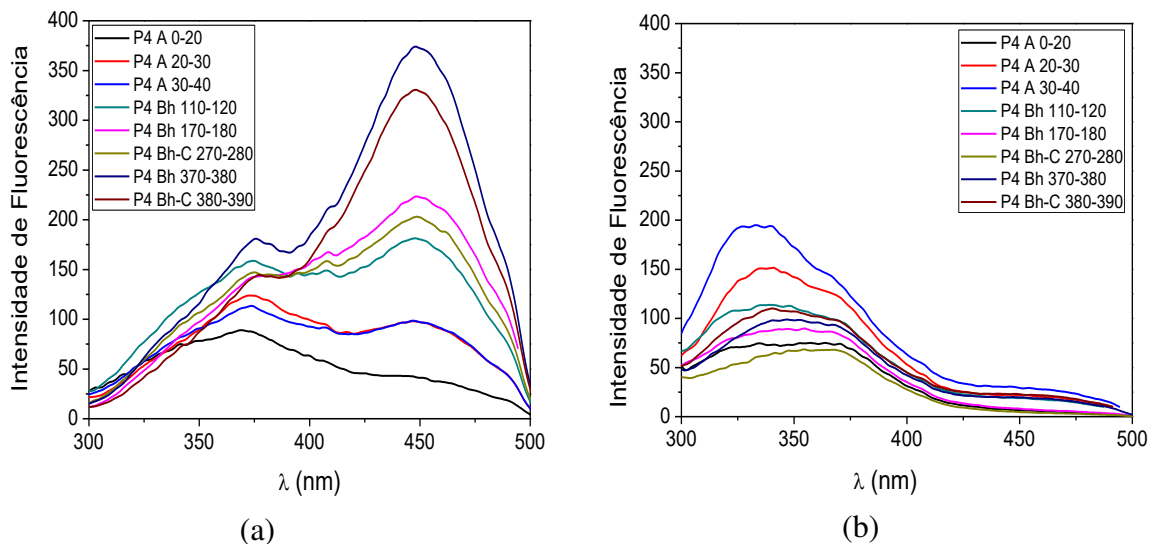 Intensidade de Fluorescência
400
350
300
250
200
150
100
50
0
P4 A 0-20
P4 A 20-30
P4 A 30-40
P4 Bh 110-120
P4 Bh 170-180
P4 Bh-C 270-280
P4 Bh 370-380
P4 Bh-C 380-390
300
350
400
450
500
λ (nm)
(a)
Intensidade de Fluorescência
400
350
300
250
200
150
100
50
0
P4 A 0-20
P4 A 20-30
P4 A 30-40
P4 Bh 110-120
P4 Bh 170-180
P4 Bh-C 270-280
P4 Bh 370-380
P4 Bh-C 380-390
300
350
400
450
500
λ (nm)
(b)